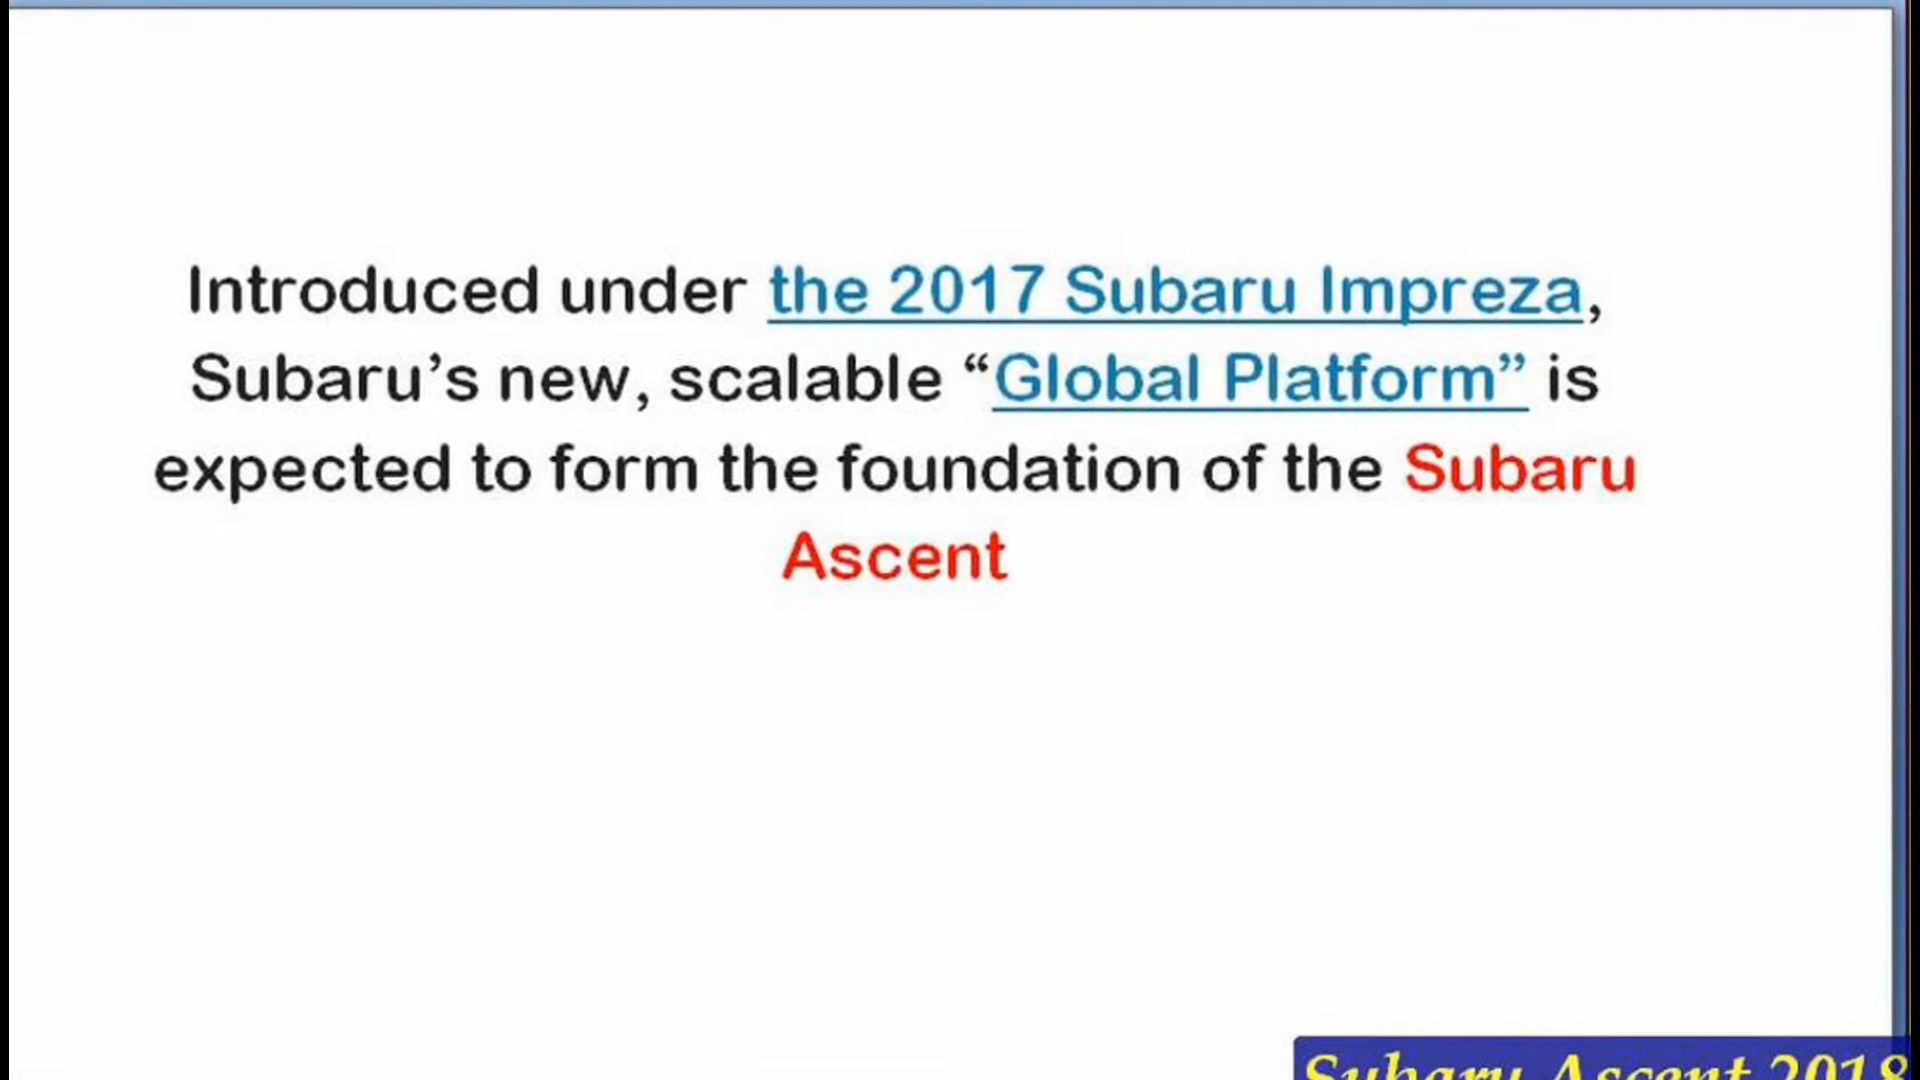 Introduced under the 2017 Subaru Impreza,
Subaru’s new, scalable “Global Platform” is
expected to form the foundation of the Subaru
Ascent
Subaru Ascent 2018